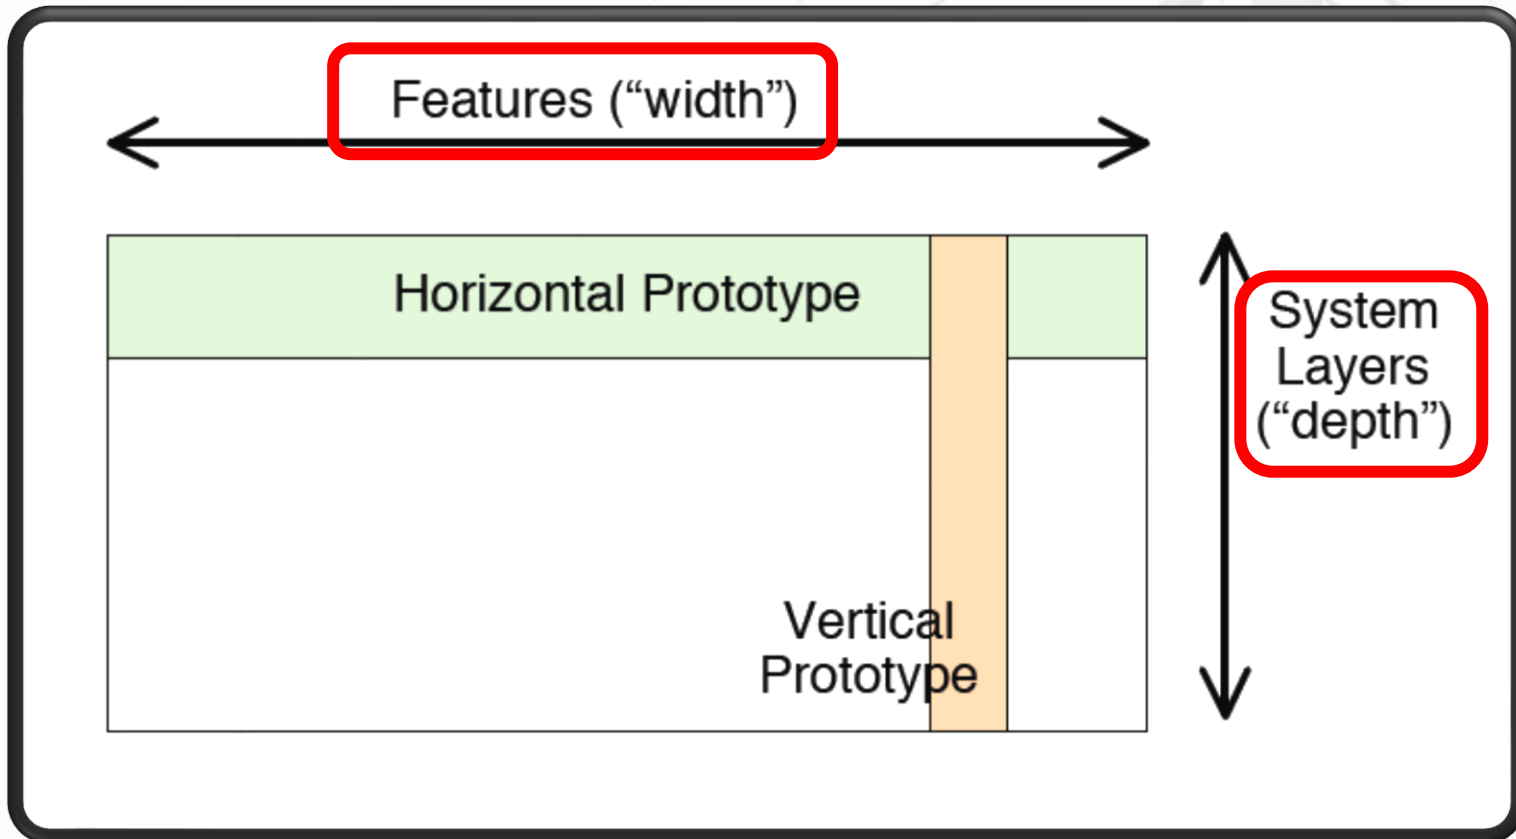 Features (“width”)
Horizontal Prototype
System
Layers
(“depth”)
Vertical
Prototype